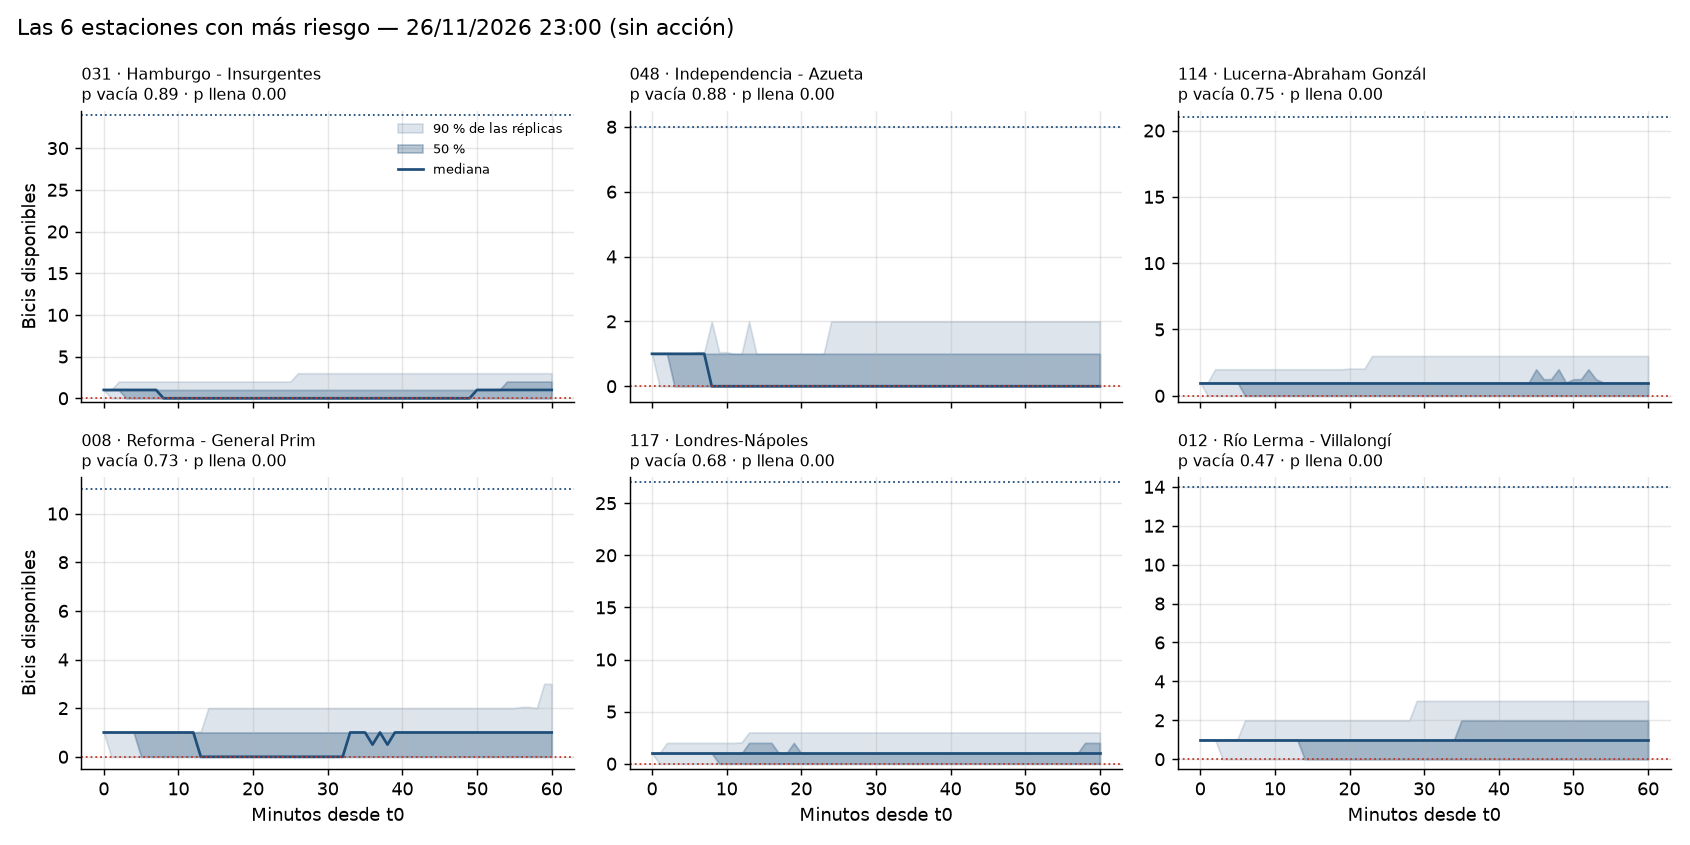 Las 6 estaciones con más riesgo — 26/11/2026 23:00 (sin acción)
031 · Hamburgo - Insurgentes
p vacía 0.89 · p llena 0.00
90 % de las réplicas
50 %
mediana
Bicis disponibles
30
25
20
15
10
5
0
048 · Independencia - Azueta
p vacía 0.88 · p llena 0.00
8
6
4
2
0
114 · Lucerna-Abraham Gonzál
p vacía 0.75 · p llena 0.00
20
15
10
5
0
008 · Reforma - General Prim
p vacía 0.73 · p llena 0.00
Bicis disponibles
10
8
6
4
2
0
0 10 20 30 40 50 60
Minutos desde t0
117 · Londres-Nápoles
p vacía 0.68 · p llena 0.00
25
20
15
10
5
0
0 10 20 30 40 50 60
Minutos desde t0
012 · Río Lerma - Villalongí
p vacía 0.47 · p llena 0.00
14
12
10
8
6
4
2
0
0 10 20 30 40 50 60
Minutos desde t0